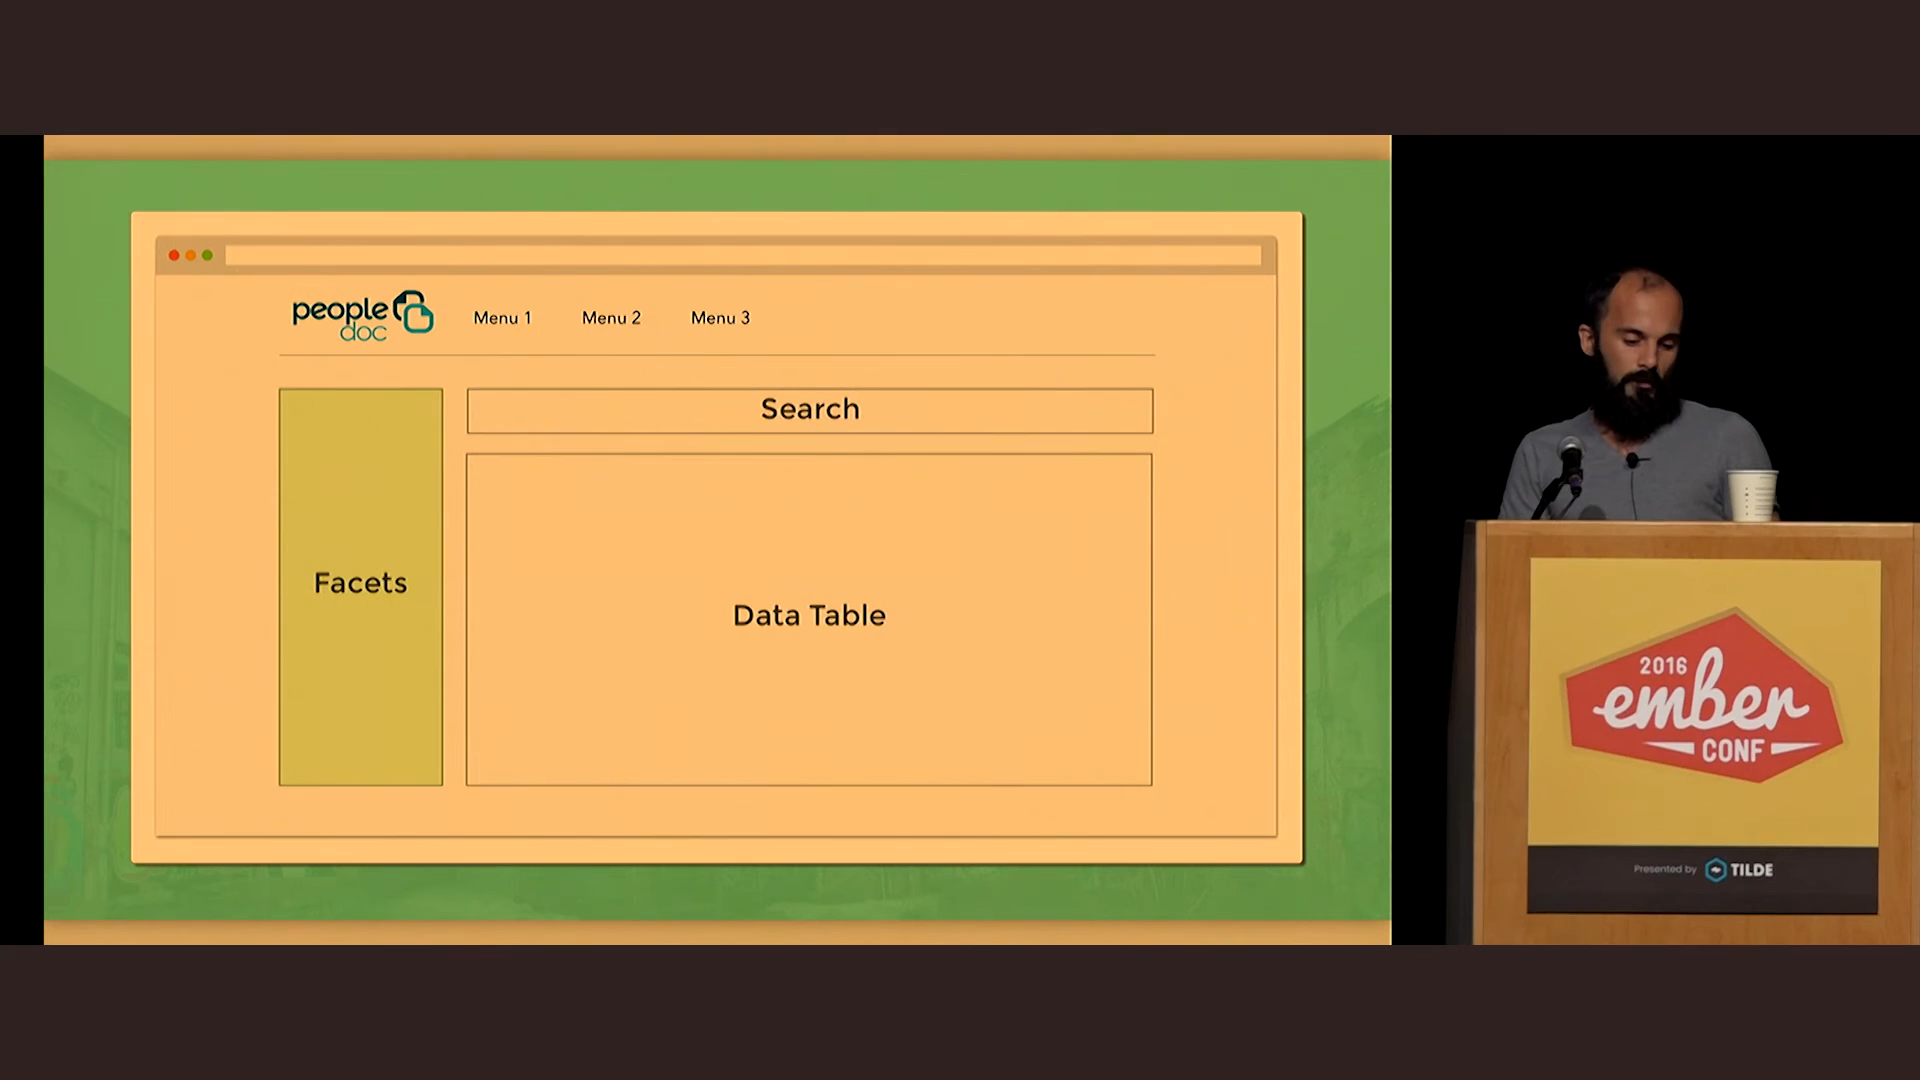 people
doc
Menu 1
Menu 2
Menu 3
Search
Facets
Data Table
2016
ember
CONF
Presented by TILDE